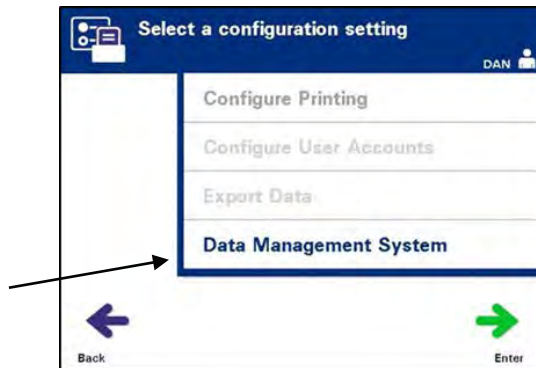 Select a configuration setting
DAN
Configure Printing
Configure User Accounts
Export Data
Data Management System
Back
Enter